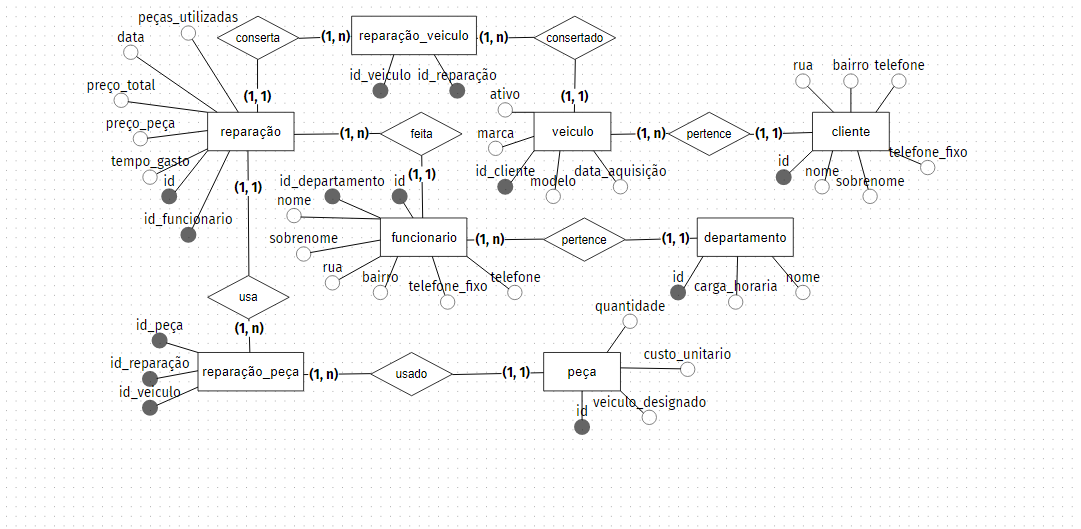 peças_utilizadas
data
conserta
(1, n)
reparação_veiculo
(1, n)
consertado
preço_total
(1, 1)
id_veiculo
id_reparação
ativo
(1, 1)
rua
bairro
telefone
preço_peça
reparação
(1, n)
feita
marca
veiculo
(1, n)
pertence
(1, 1)
cliente
tempo_gasto
id
id_funcionario
(1, 1)
id_departamento
id
(1, 1)
id_cliente
modelo
data_aquisição
id
nome
sobrenome
telefone_fixo
nome
sobrenome
funcionario
(1, n)
pertence
(1, 1)
departamento
rua
bairro
telefone_fixo
telefone
id
carga_horaria
nome
usa
(1, n)
id_peça
id_reparação
id_veiculo
reparação_peça
(1, n)
usado
(1, 1)
peça
quantidade
custo_unitario
veiculo_designado
id